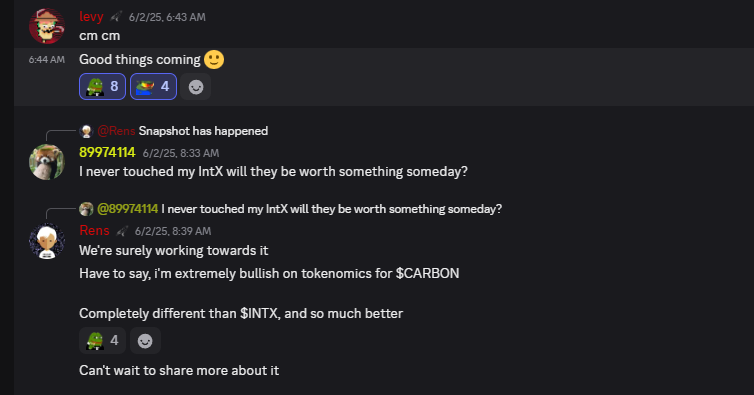 levy 6/2/25, 6:43 AM
cm cm
6:44 AM Good things coming
8 4
@Rens Snapshot has happened
89974114 6/2/25, 8:33 AM
I never touched my IntX will they be worth something someday?
@89974114 I never touched my IntX will they be worth something someday?
Rens 6/2/25, 8:39 AM
We're surely working towards it
Have to say, i'm extremely bullish on tokenomics for $CARBON
Completely different than $INTX, and so much better
4
Can't wait to share more about it